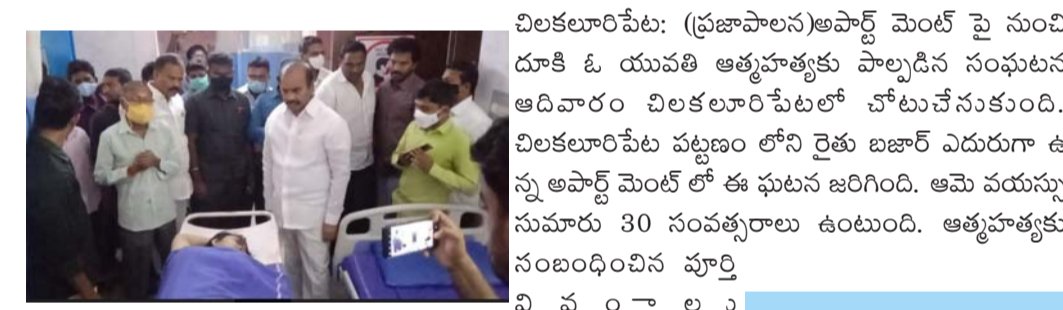 చిలకలూరిపేట: (ప్రజాపాలన)అపార్ట్ మెంట్ పై నుంచి
దూకి ఓ యువతి ఆత్మహత్యకు పాల్పడిన సంఘటన
ఆదివారం చిలకలూరిపేటలో చోటుచేసుకుంది.
చిలకలూరిపేట పట్టణం లోని రైతు బజార్ ఎదురుగా ఉ
న్న అపార్ట్ మెంట్ లో ఈ ఘటన జరిగింది. ఆమె వయస్సు
సుమారు 30 సంవత్సరాలు ఉంటుంది. ఆత్మహత్యకు
సంబంధించిన పూర్తి